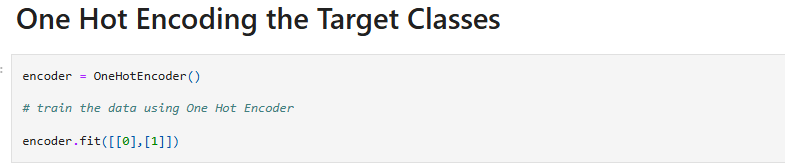 One Hot Encoding the Target Classes
:
encoder = OneHotEncoder()
# train the data using One Hot Encoder
encoder.fit([[0],[1]])